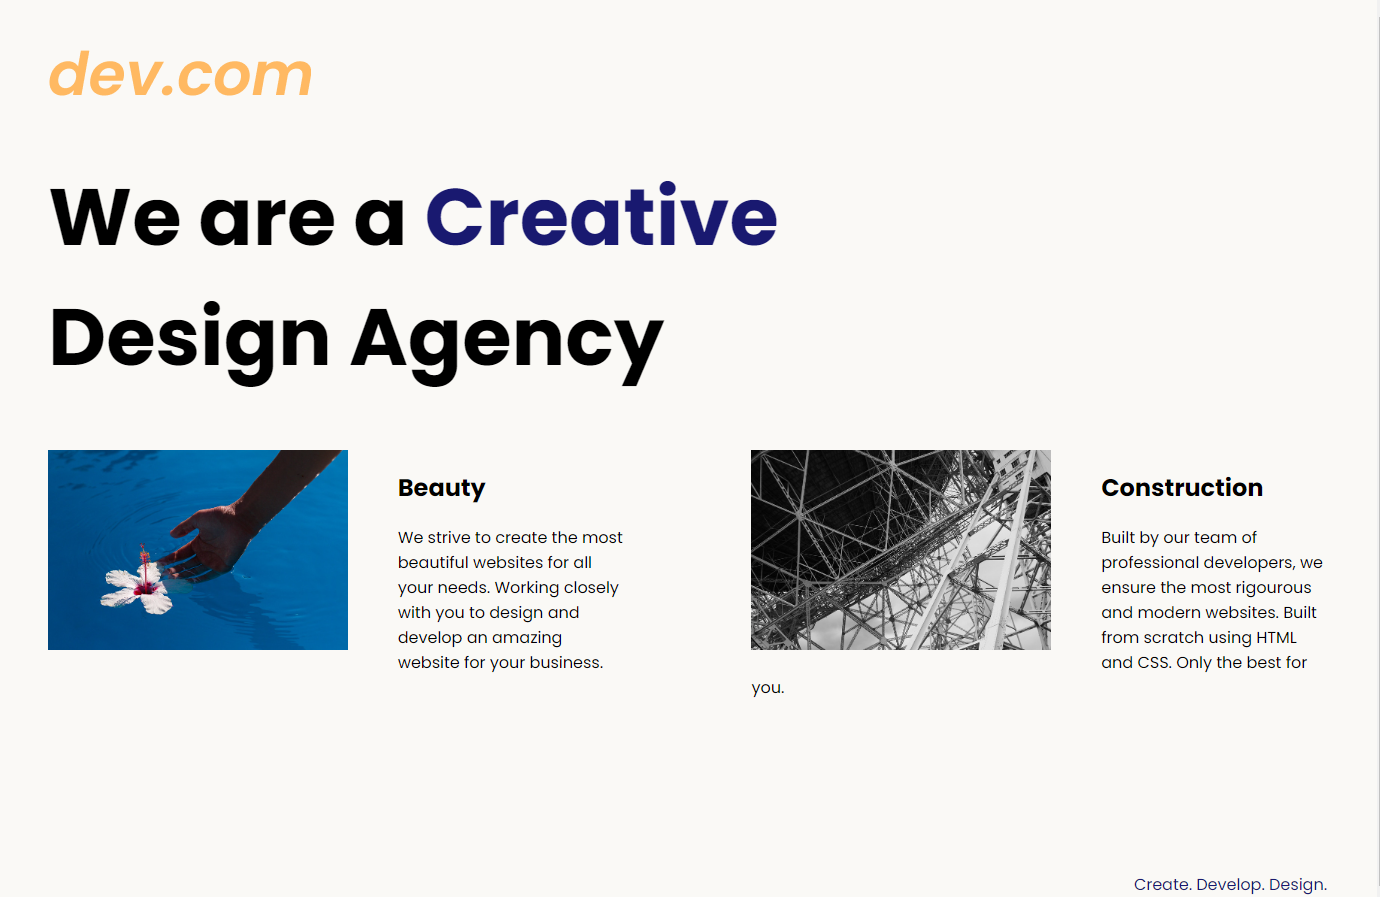 dev.com
We are a Creative
Design Agency
Beauty
We strive to create the most
beautiful websites for all
your needs. Working closely
with you to design and
develop an amazing
website for your business.
Construction
Built by our team of
professional developers, we
ensure the most rigourous
and modern websites. Built
from scratch using HTML
and CSS. Only the best for
you.
Create. Develop. Design.